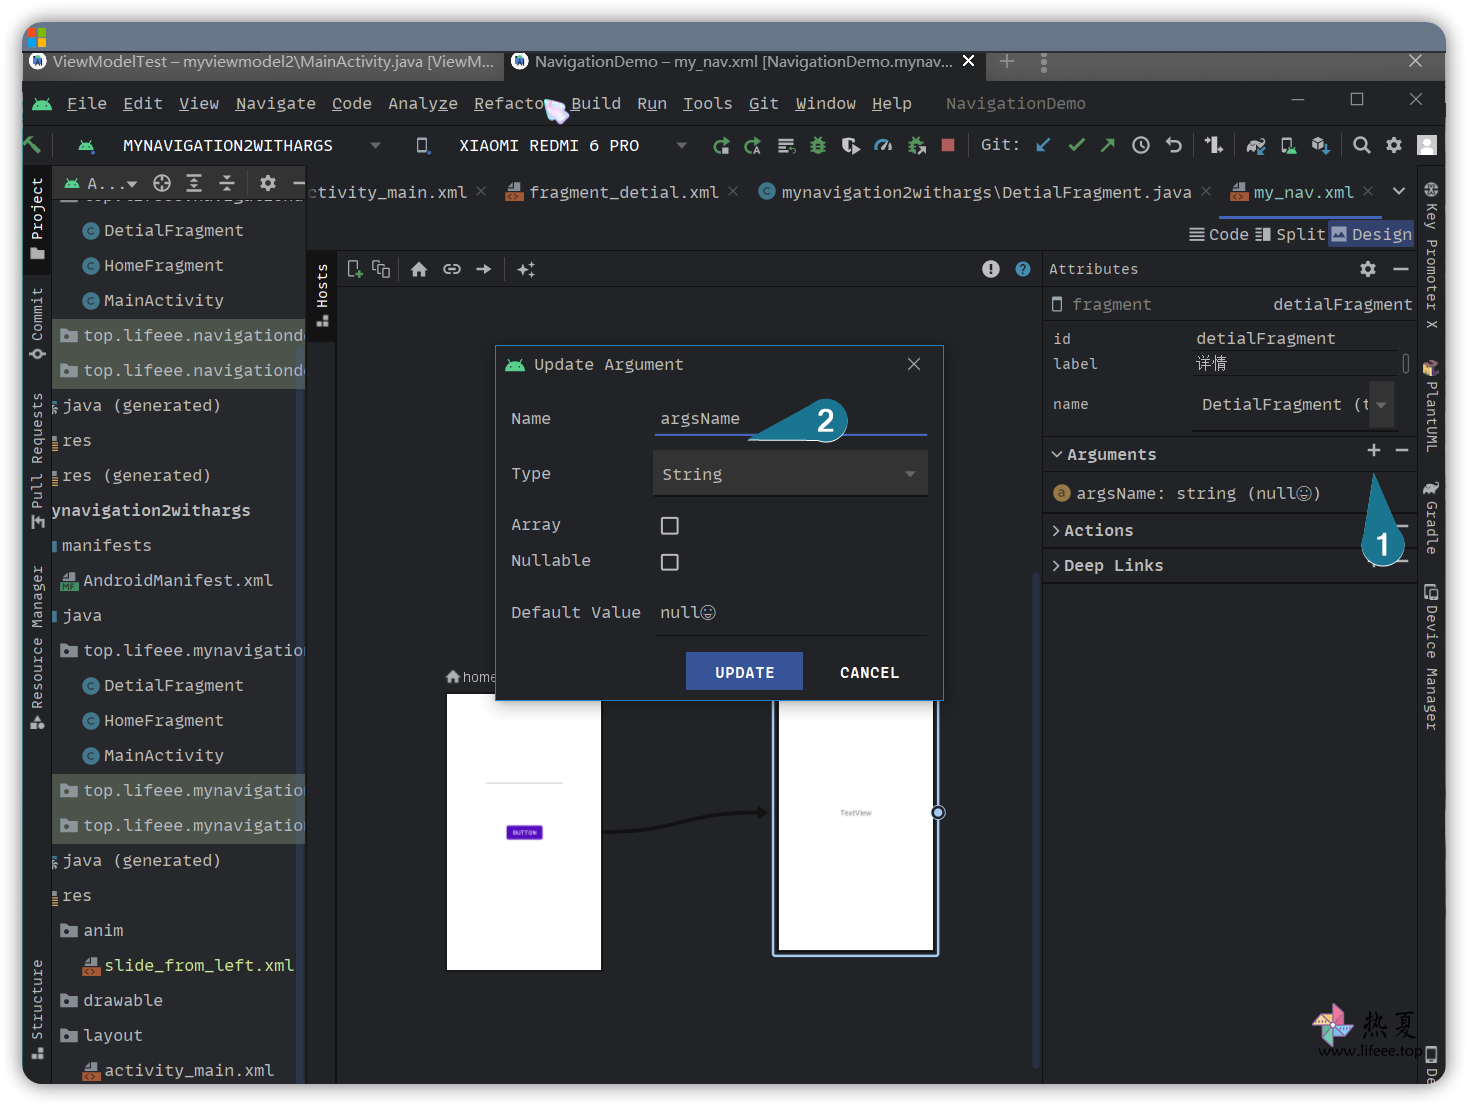 ViewModelTest – myviewmodel2\MainActivity.java [ViewM...
NavigationDemo – my_nav.xml [NavigationDemo.mynav...
File Edit View Navigate Code Analyze Refacto Build Run Tools Git Window Help NavigationDemo
MYNAVIGATION2WITHARGS
XIAOMI REDMI 6 PRO
Git:
A...
ctivity_main.xml
fragment_detial.xml
mynavigation2withargs\DetialFragment.java
my_nav.xml
Code Split Design
Project
Commit
Pull Requests
Resource Manager
Structure
DetialFragment
HomeFragment
MainActivity
top.lifeee.navigationd
top.lifeee.navigationd
java (generated)
res
res (generated)
ynavigation2withargs
manifests
AndroidManifest.xml
java
top.lifeee.mynavigatio
DetialFragment
HomeFragment
MainActivity
top.lifeee.mynavigatio
top.lifeee.mynavigatio
java (generated)
res
anim
slide_from_left.xml
drawable
layout
activity_main.xml
Hosts
Update Argument
Name argsName
2
Type String
Array
Nullable
Default Value null😃
UPDATE CANCEL
home
BUTTON
TextView
Attributes
fragment detialFragment
id detialFragment
label 详情
name DetialFragment (t
Arguments
argsName: string (null😃)
Actions
1
Deep Links
Key Promoter X
PlantUML
Gradle
Device Manager
De
热夏
www.lifeee.top